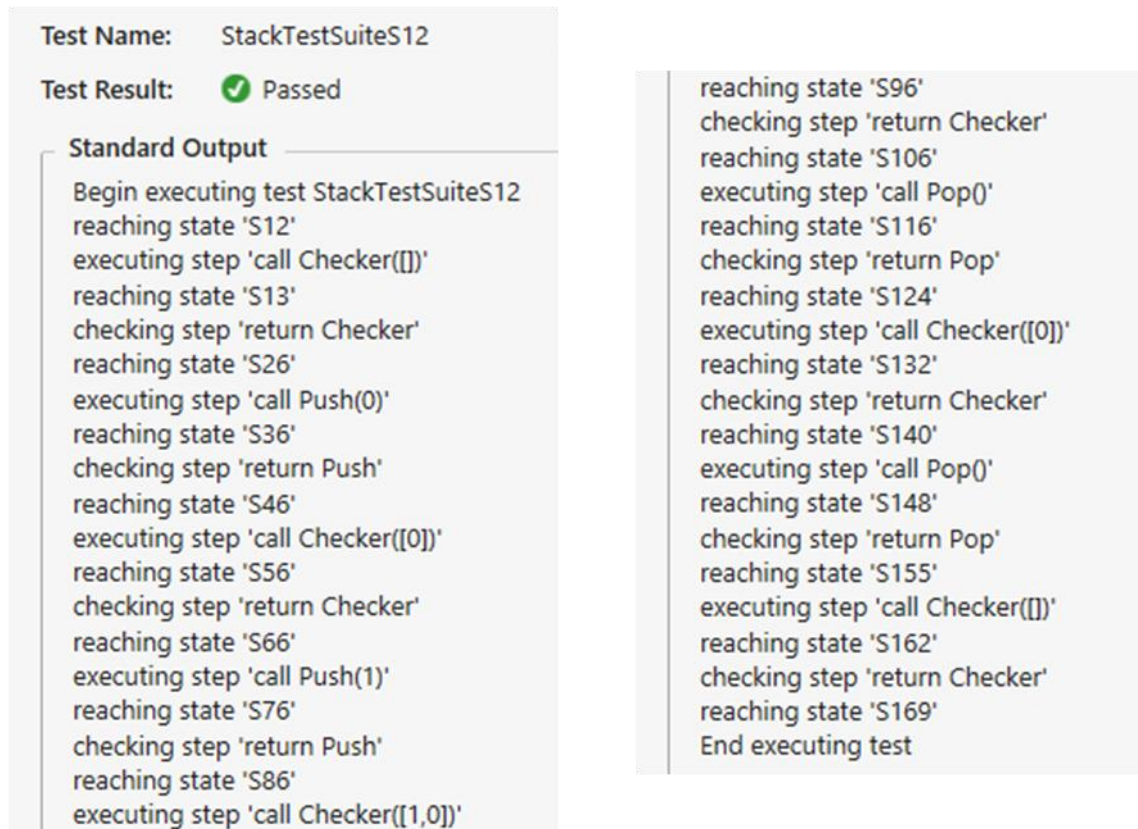 Test Name: StackTestSuiteS12
Test Result: Passed
Standard Output
Begin executing test StackTestSuiteS12
reaching state 'S12'
executing step 'call Checker([])'
reaching state 'S13'
checking step 'return Checker'
reaching state 'S26'
executing step 'call Push(0)'
reaching state 'S36'
checking step 'return Push'
reaching state 'S46'
executing step 'call Checker([0])'
reaching state 'S56'
checking step 'return Checker'
reaching state 'S66'
executing step 'call Push(1)'
reaching state 'S76'
checking step 'return Push'
reaching state 'S86'
executing step 'call Checker([1,0])'
reaching state 'S96'
checking step 'return Checker'
reaching state 'S106'
executing step 'call Pop()'
reaching state 'S116'
checking step 'return Pop'
reaching state 'S124'
executing step 'call Checker([0])'
reaching state 'S132'
checking step 'return Checker'
reaching state 'S140'
executing step 'call Pop()'
reaching state 'S148'
checking step 'return Pop'
reaching state 'S155'
executing step 'call Checker([])'
reaching state 'S162'
checking step 'return Checker'
reaching state 'S169'
End executing test